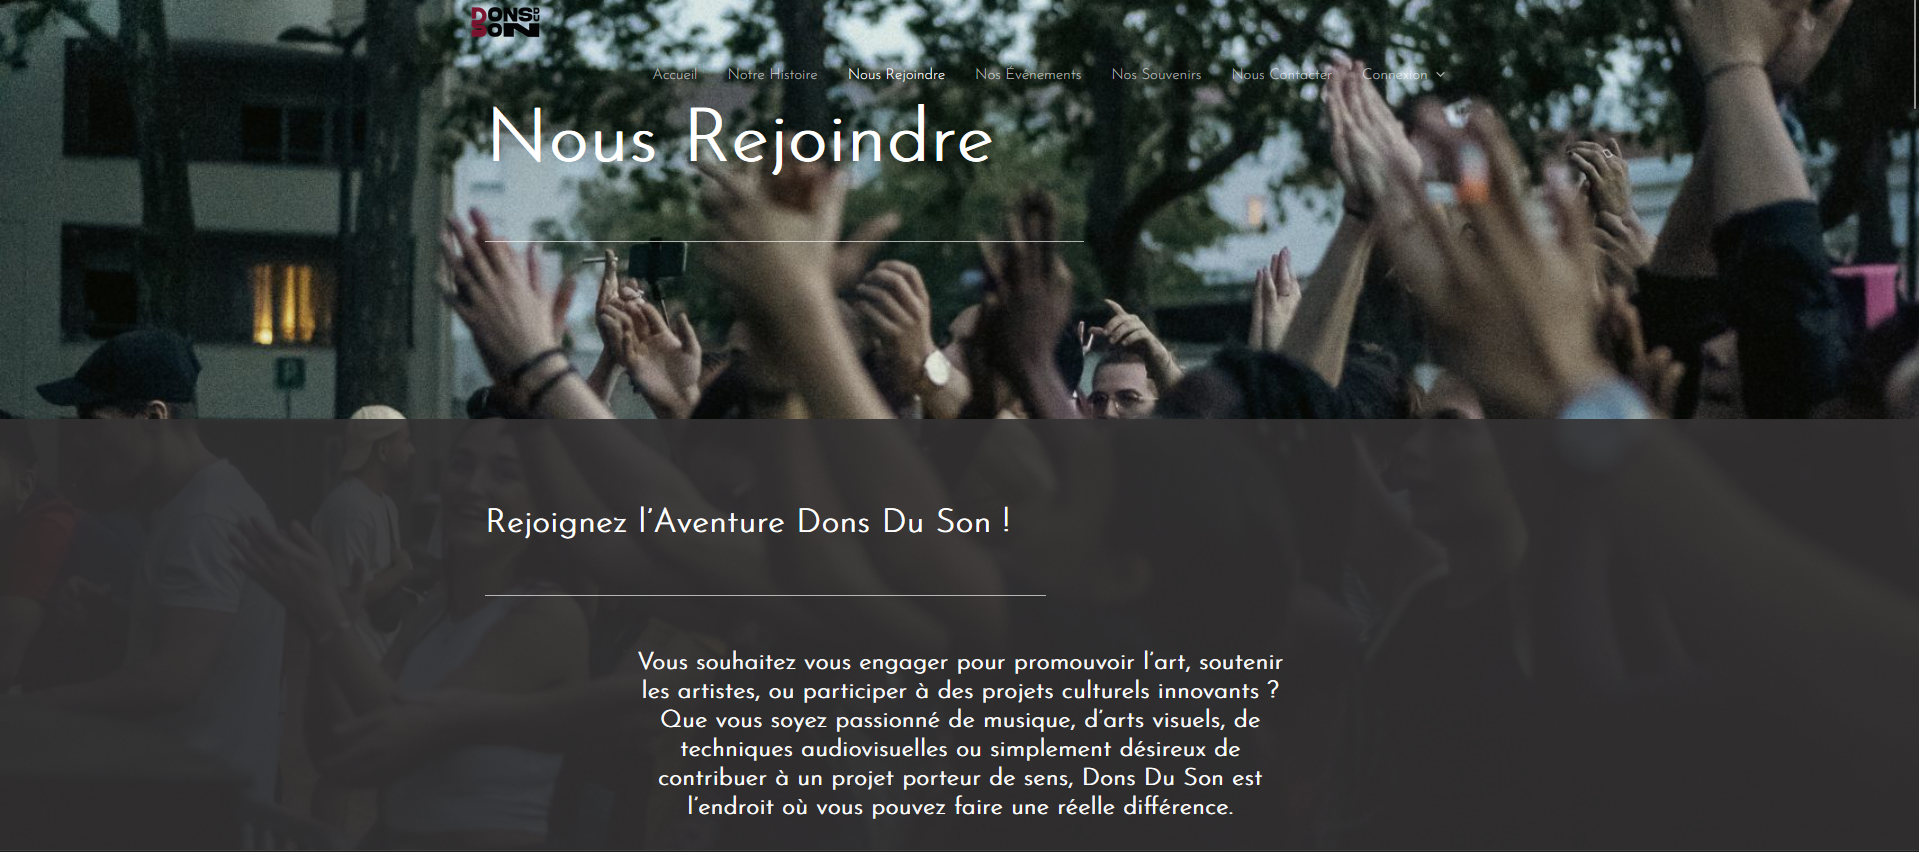 DONS DU
SON
Accueil Notre Histoire Nous Rejoindre Nos Événements Nos Souvenirs Nous Contacter Connexion
Nous Rejoindre
P
Rejoignez l’Aventure Dons Du Son !
Vous souhaitez vous engager pour promouvoir l’art, soutenir
les artistes, ou participer à des projets culturels innovants ?
Que vous soyez passionné de musique, d’arts visuels, de
techniques audiovisuelles ou simplement désireux de
contribuer à un projet porteur de sens, Dons Du Son est
l’endroit où vous pouvez faire une réelle différence.